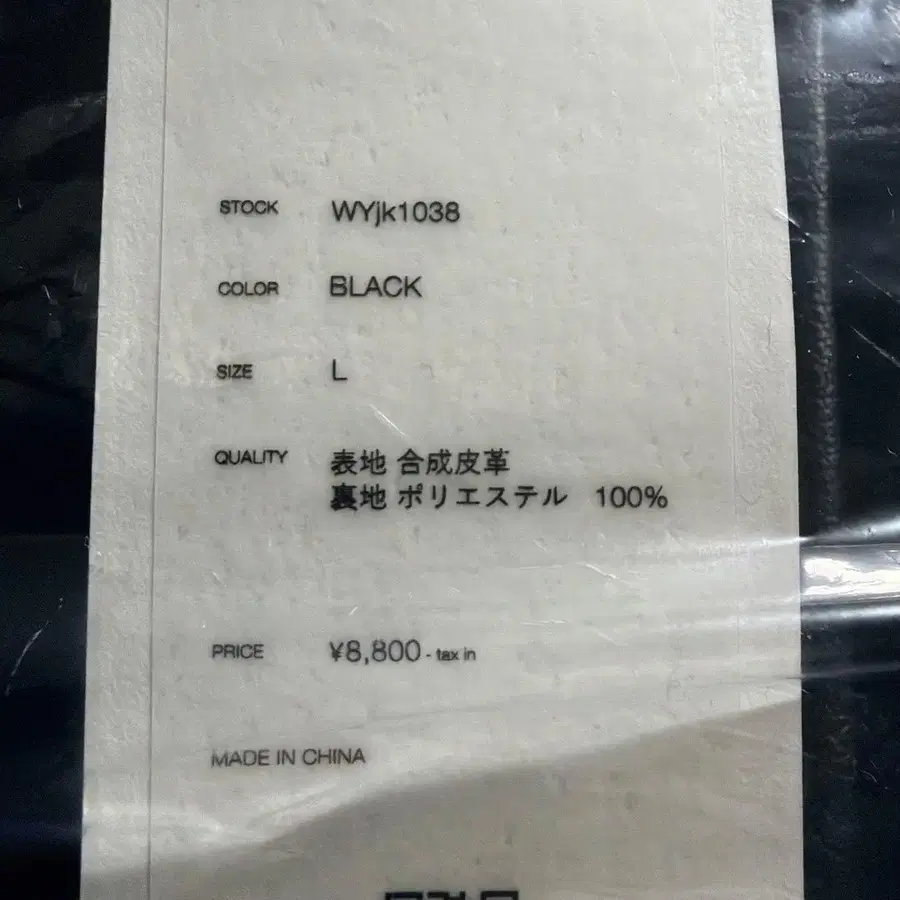 STOCK WYjk1038
COLOR BLACK
SIZE L
QUALITY 表地 合成皮革
裏地 ポリエステル 100%
PRICE ¥8,800 - tax in
MADE IN CHINA